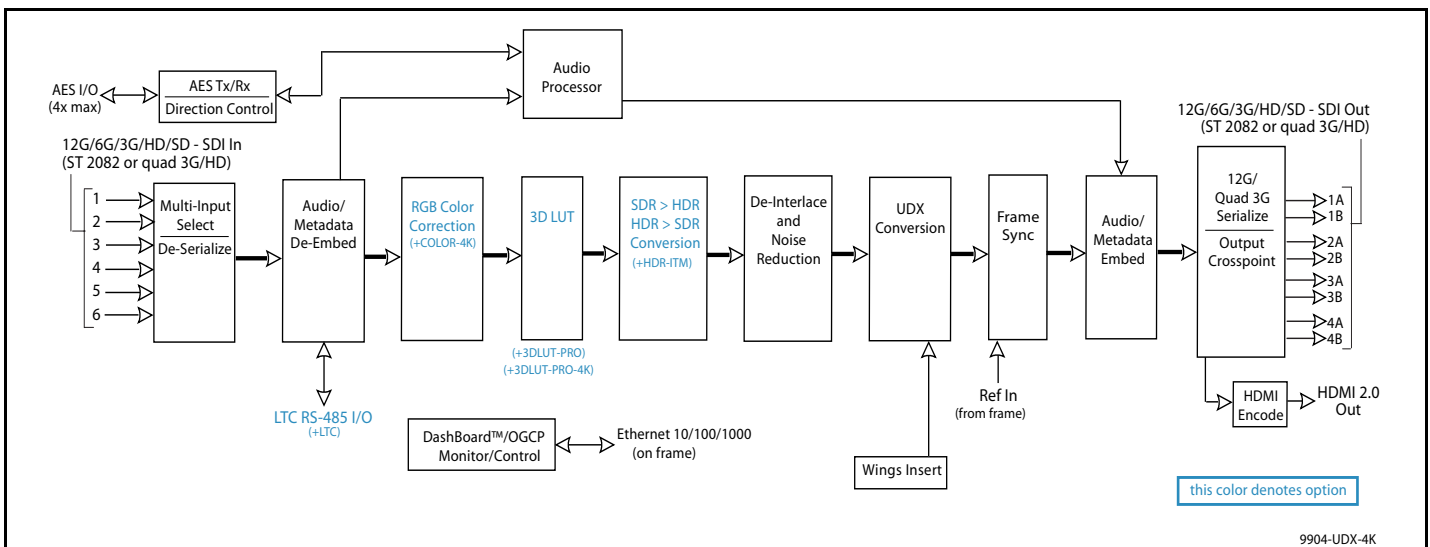 Audio
Processor
AES I/O
(4x max)
AES Tx/Rx
Direction Control
12G/6G/3G/HD/SD - SDI In
(ST 2082 or quad 3G/HD)
1
2
3
4
5
6
Multi-Input
Select
De-Serialize
Audio/
Metadata
De-Embed
RGB Color
Correction
(+COLOR-4K)
3D LUT
(+3DLUT-PRO)
(+3DLUT-PRO-4K)
SDR > HDR
HDR > SDR
Conversion
(+HDR-ITM)
De-Interlace
and
Noise
Reduction
UDX
Conversion
Frame
Sync
Audio/
Metadata
Embed
12G/6G/3G/HD/SD - SDI Out
(ST 2082 or quad 3G/HD)
12G/
Quad 3G
Serialize
Output
Crosspoint
1A
1B
2A
2B
3A
3B
4A
4B
LTC RS-485 I/O
(+LTC)
DashBoard™/OGCP
Monitor/Control
Ethernet 10/100/1000
(on frame)
Wings Insert
Ref In
(from frame)
HDMI
Encode
HDMI 2.0
Out
this color denotes option
9904-UDX-4K